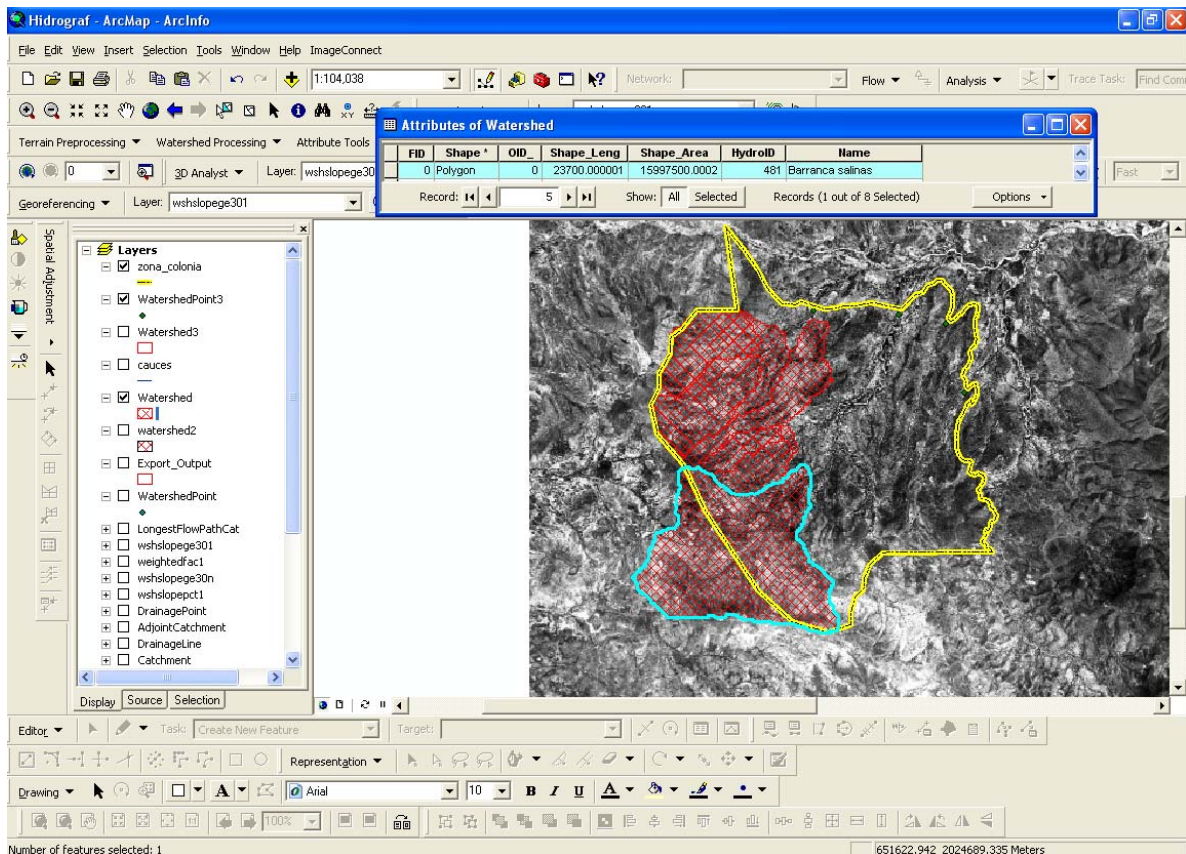 Hidrograf - ArcMap - ArcInfo
File Edit View Insert Selection Tools Window Help ImageConnect
1:104,038 Network: Flow Analysis Trace Task: Find Com
Terrain Preprocessing Watershed Processing Attribute Tools
Attributes of Watershed
FID Shape * OID_ Shape_Leng Shape_Area HydroID Name
0 Polygon 0 23700.000001 15997500.0002 481 Barranca salinas
Record: 5 Show: All Selected Records (1 out of 8 Selected) Options
0 3D Analyst Layer: wshslopege30 Fast
Georeferencing Layer: wshslopege301
Spatial Adjustment
Layers
zona_colonia
WatershedPoint3
Watershed3
cauces
Watershed
watershed2
Export_Output
WatershedPoint
LongestFlowPathCat
wshslopege301
weightedfac1
wshslopege30n
wshslopepct1
DrainagePoint
AdjointCatchment
DrainageLine
Catchment
Display Source Selection
Editor Task: Create New Feature Target:
Representation
Drawing A Arial 10 B I U A
100%
Number of features selected: 1 651622.942 2024689.335 Meters